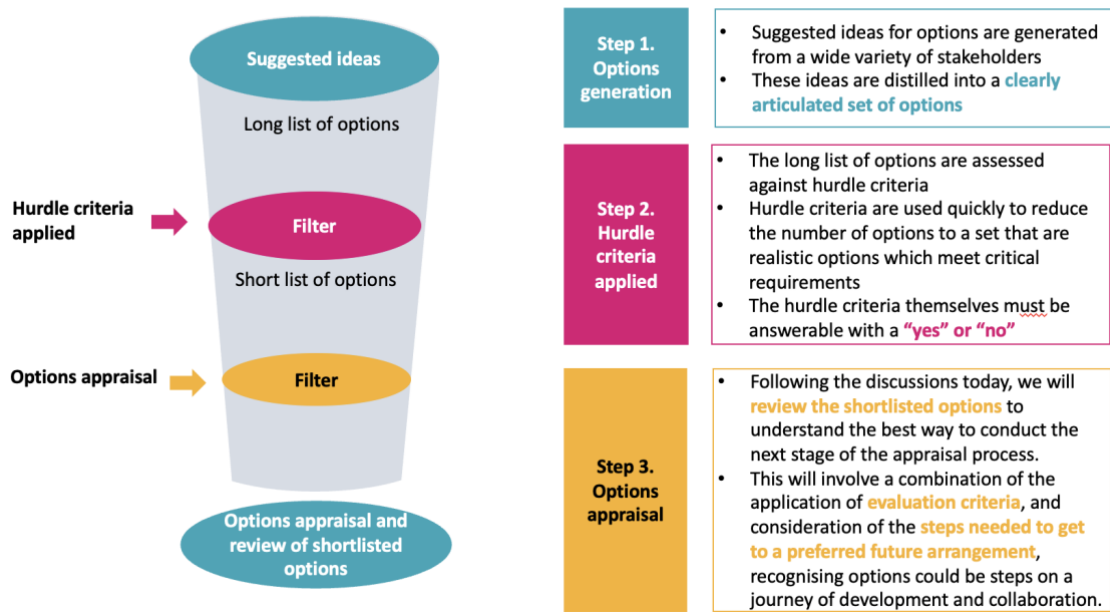 Suggested ideas
Long list of options
Hurdle criteria
applied
Filter
Short list of options
Options appraisal
Filter
Options appraisal and
review of shortlisted
options
Step 1.
Options
generation
• Suggested ideas for options are generated
from a wide variety of stakeholders
• These ideas are distilled into a clearly
articulated set of options
Step 2.
Hurdle
criteria
applied
• The long list of options are assessed
against hurdle criteria
• Hurdle criteria are used quickly to reduce
the number of options to a set that are
realistic options which meet critical
requirements
• The hurdle criteria themselves must be
answerable with a “yes” or “no”
Step 3.
Options
appraisal
• Following the discussions today, we will
review the shortlisted options to
understand the best way to conduct the
next stage of the appraisal process.
• This will involve a combination of the
application of evaluation criteria, and
consideration of the steps needed to get
to a preferred future arrangement,
recognising options could be steps on a
journey of development and collaboration.